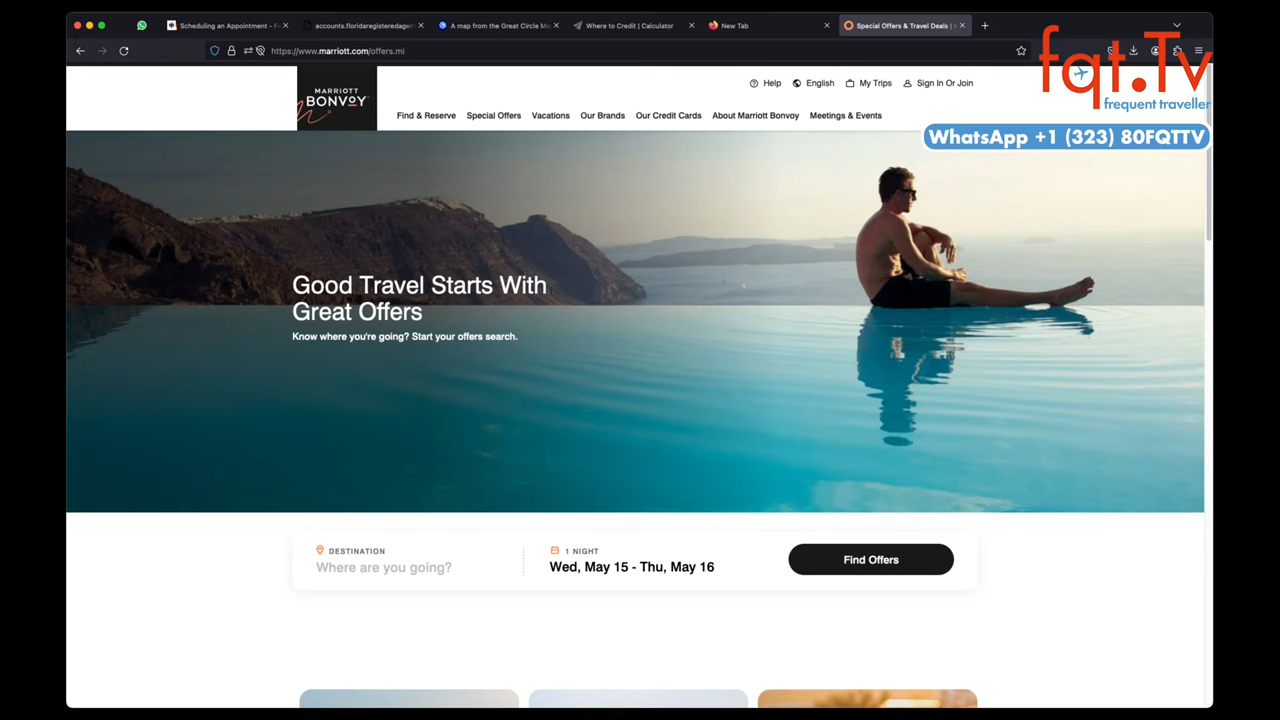 Scheduling an Appointment - F
accounts.floridaregisteredagen
A map from the Great Circle Ma
Where to Credit | Calculator
New Tab
Special Offers & Travel Deals |
https://www.marriott.com/offers.mi
fqt.Tv
frequent traveller
WhatsApp +1 (323) 80FQTTV
MARRIOTT
BONVOY
Help
English
My Trips
Sign In Or Join
Find & Reserve
Special Offers
Vacations
Our Brands
Our Credit Cards
About Marriott Bonvoy
Meetings & Events
Good Travel Starts With
Great Offers
Know where you're going? Start your offers search.
DESTINATION
Where are you going?
1 NIGHT
Wed, May 15 - Thu, May 16
Find Offers